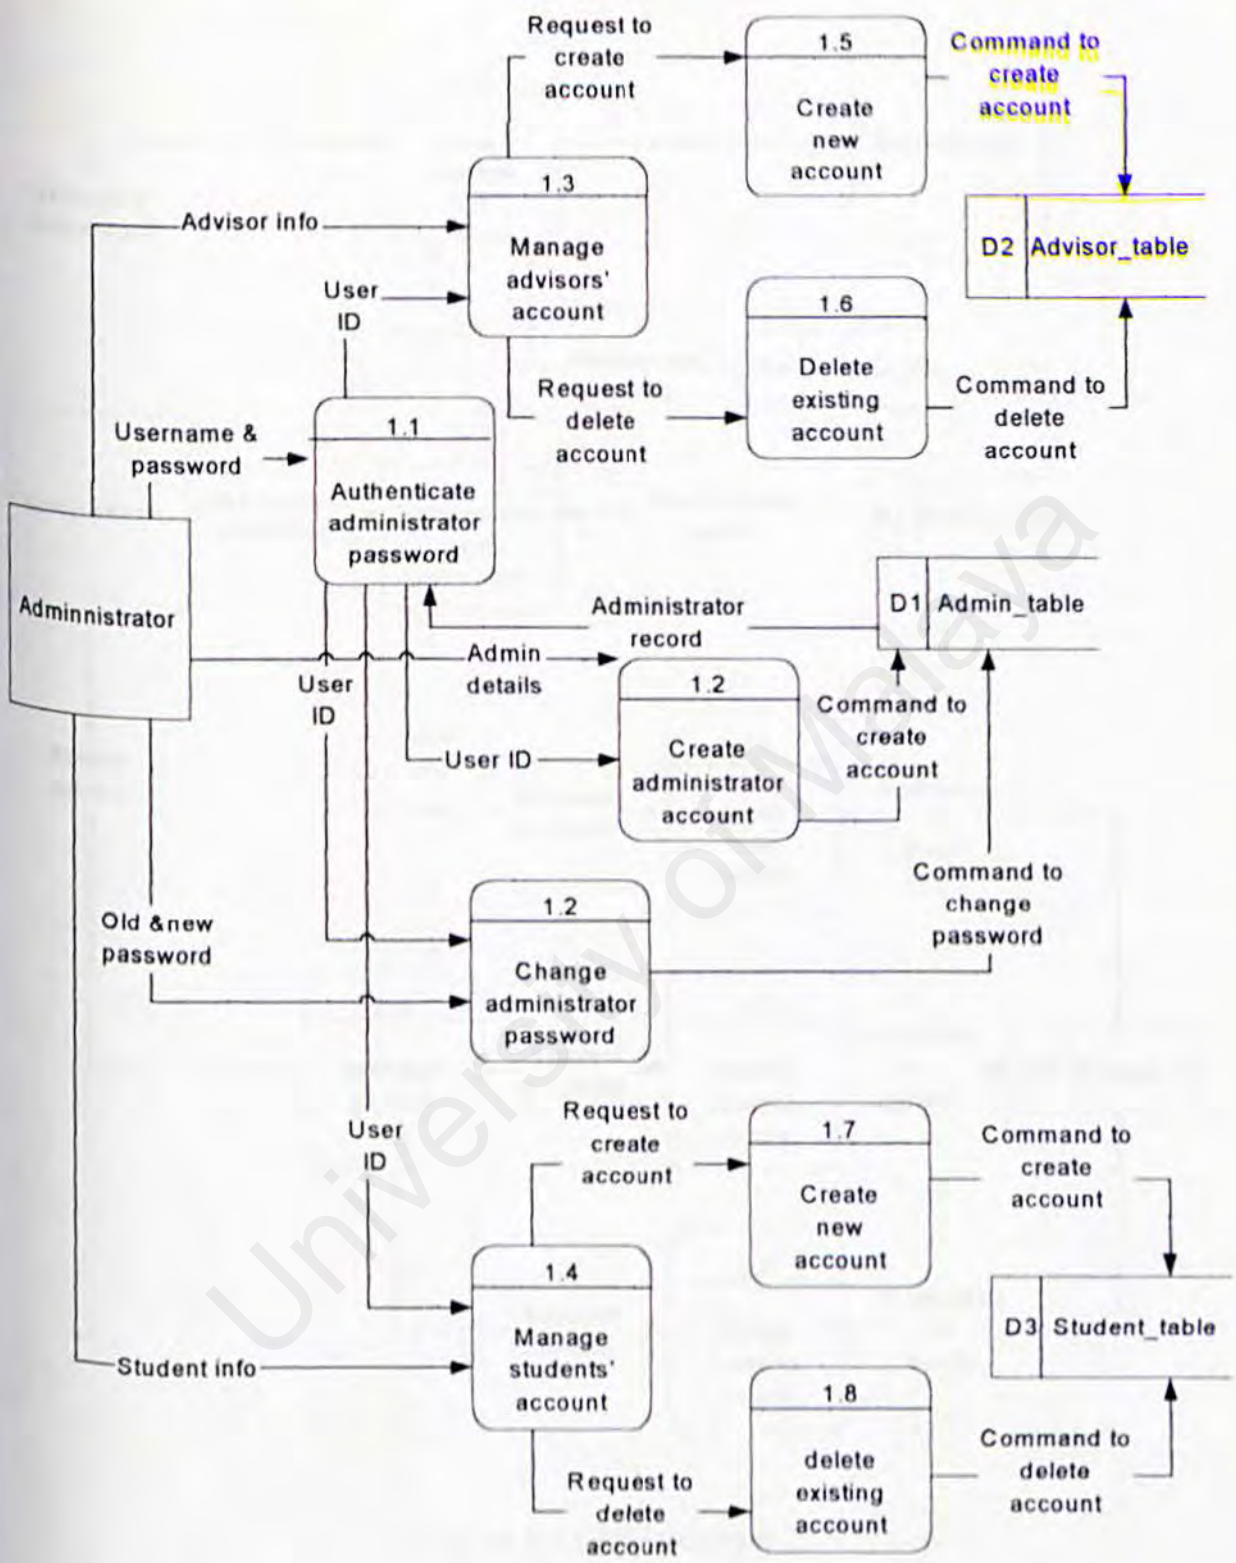 Request to
create
account
1.5
Create
new
account
Command to
create
account
1.3
Manage
advisors'
account
Advisor info
User
ID
D2 Advisor_table
1.6
Delete
existing
account
Request to
delete
account
Command to
delete
account
Username &
password
1.1
Authenticate
administrator
password
Adminnistrator
Administrator
record
D1 Admin_table
Admin
details
User
ID
1.2
Create
administrator
account
User ID
Command to
create
account
Command to
change
password
Old &new
password
1.2
Change
administrator
password
User
ID
Request to
create
account
1.7
Create
new
account
Command to
create
account
1.4
Manage
students'
account
Student info
D3 Student_table
1.8
delete
existing
account
Request to
delete
account
Command to
delete
account
University of Malaya